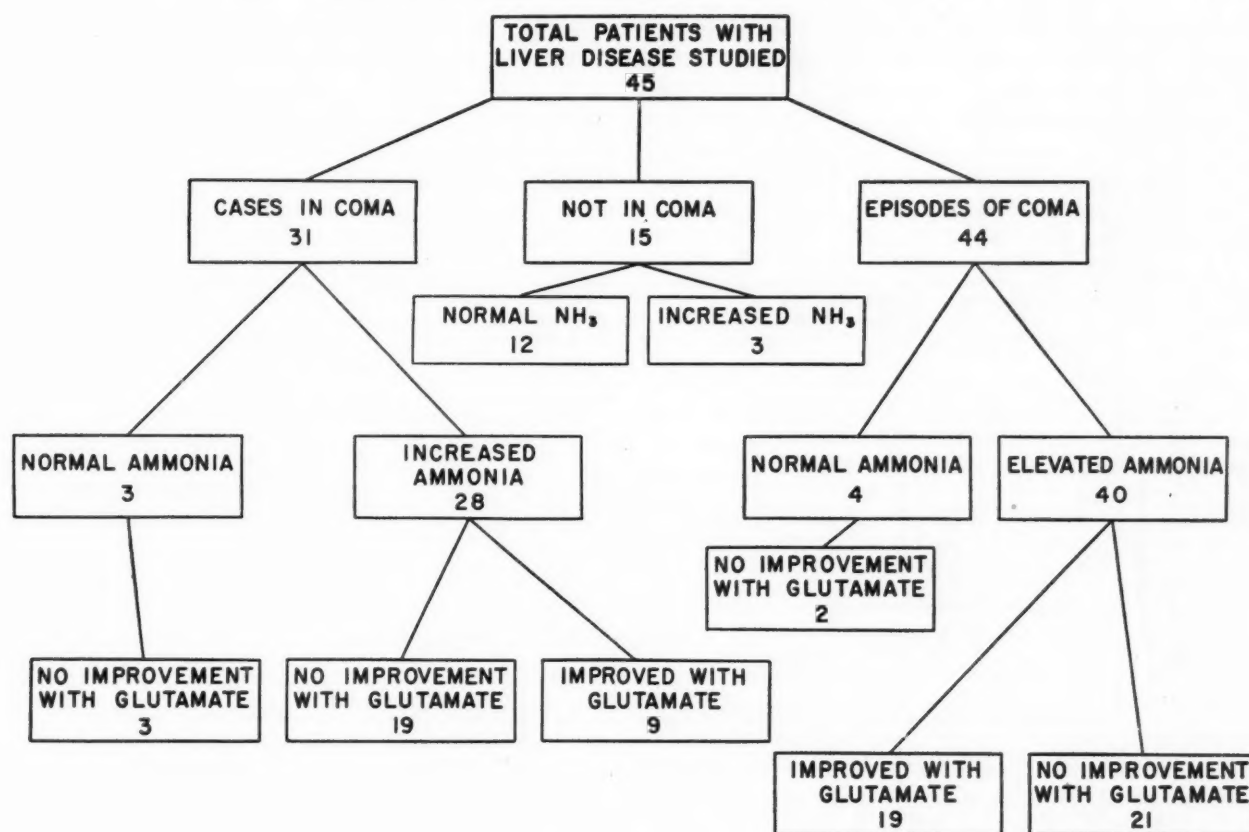 TOTAL PATIENTS WITH
LIVER DISEASE STUDIED
45
CASES IN COMA
31
NOT IN COMA
15
EPISODES OF COMA
44
NORMAL NH₃
12
INCREASED NH₃
3
NORMAL AMMONIA
3
INCREASED
AMMONIA
28
NORMAL AMMONIA
4
ELEVATED AMMONIA
40
NO IMPROVEMENT
WITH GLUTAMATE
2
NO IMPROVEMENT
WITH GLUTAMATE
3
NO IMPROVEMENT
WITH GLUTAMATE
19
IMPROVED WITH
GLUTAMATE
9
IMPROVED WITH
GLUTAMATE
19
NO IMPROVEMENT
WITH GLUTAMATE
21